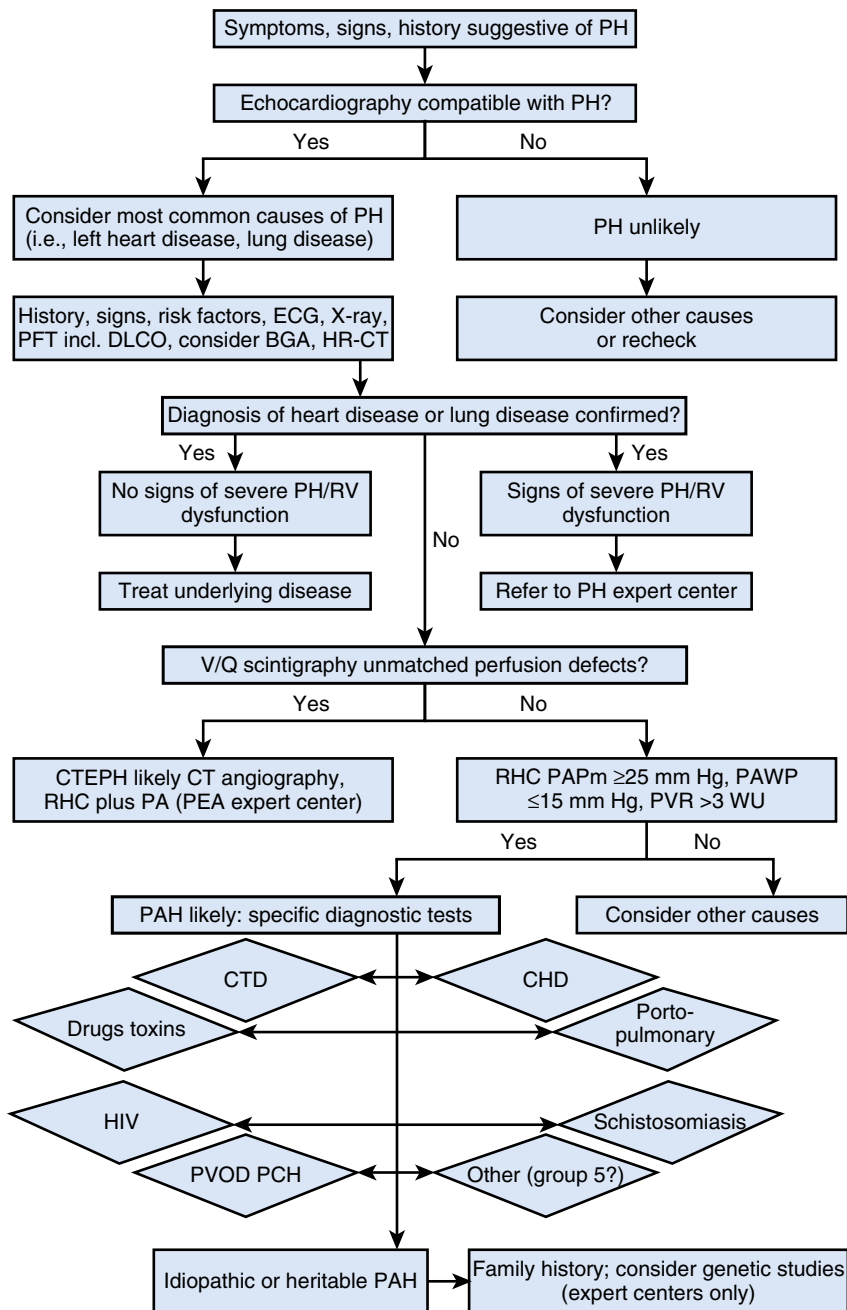 Symptoms, signs, history suggestive of PH
Echocardiography compatible with PH?
Yes
No
Consider most common causes of PH
(i.e., left heart disease, lung disease)
PH unlikely
History, signs, risk factors, ECG, X-ray,
PFT incl. DLCO, consider BGA, HR-CT
Consider other causes
or recheck
Diagnosis of heart disease or lung disease confirmed?
Yes
Yes
No signs of severe PH/RV
dysfunction
No
Signs of severe PH/RV
dysfunction
Treat underlying disease
Refer to PH expert center
V/Q scintigraphy unmatched perfusion defects?
Yes
No
CTEPH likely CT angiography,
RHC plus PA (PEA expert center)
RHC PAPm ≥25 mm Hg, PAWP
≤15 mm Hg, PVR >3 WU
Yes
No
PAH likely: specific diagnostic tests
Consider other causes
CTD
CHD
Drugs toxins
Porto-
pulmonary
HIV
Schistosomiasis
PVOD PCH
Other (group 5?)
Idiopathic or heritable PAH
Family history; consider genetic studies
(expert centers only)